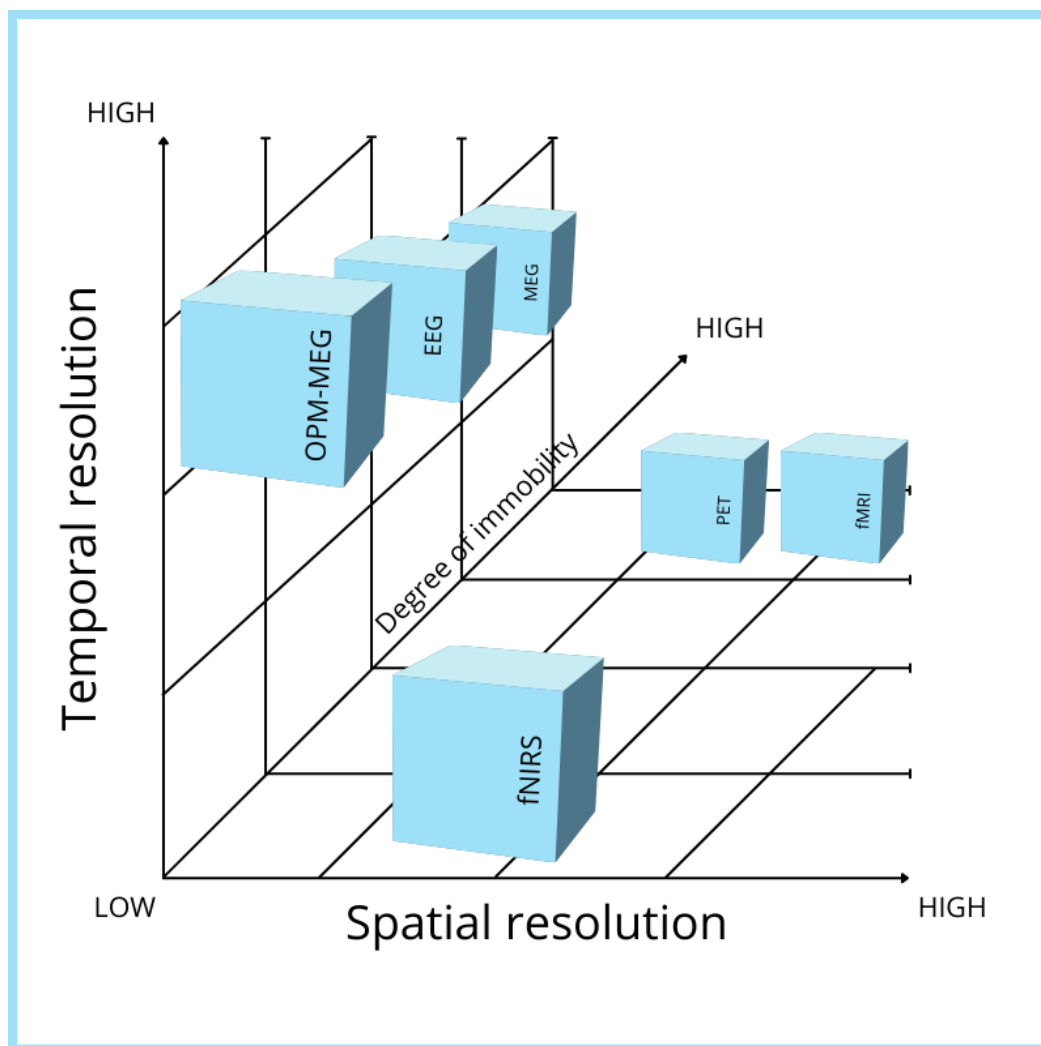 HIGH
MEG
EEG
OPM-MEG
HIGH
Temporal resolution
Degree of immobility
PET
fMRI
fNIRS
LOW
Spatial resolution
HIGH